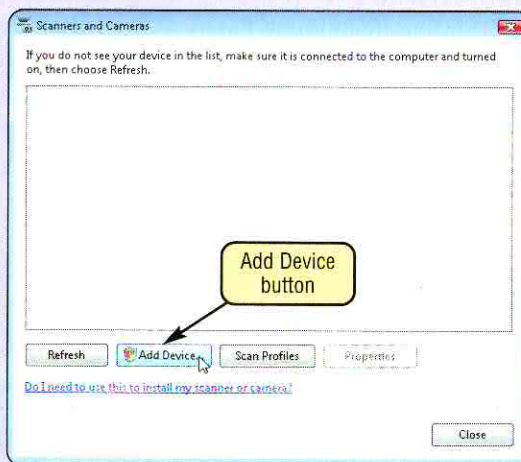 Scanners and Cameras
If you do not see your device in the list, make sure it is connected to the computer and turned
on, then choose Refresh.
Add Device
button
Refresh
Add Device...
Scan Profiles
Properties
Do I need to use this to install my scanner or camera?
Close